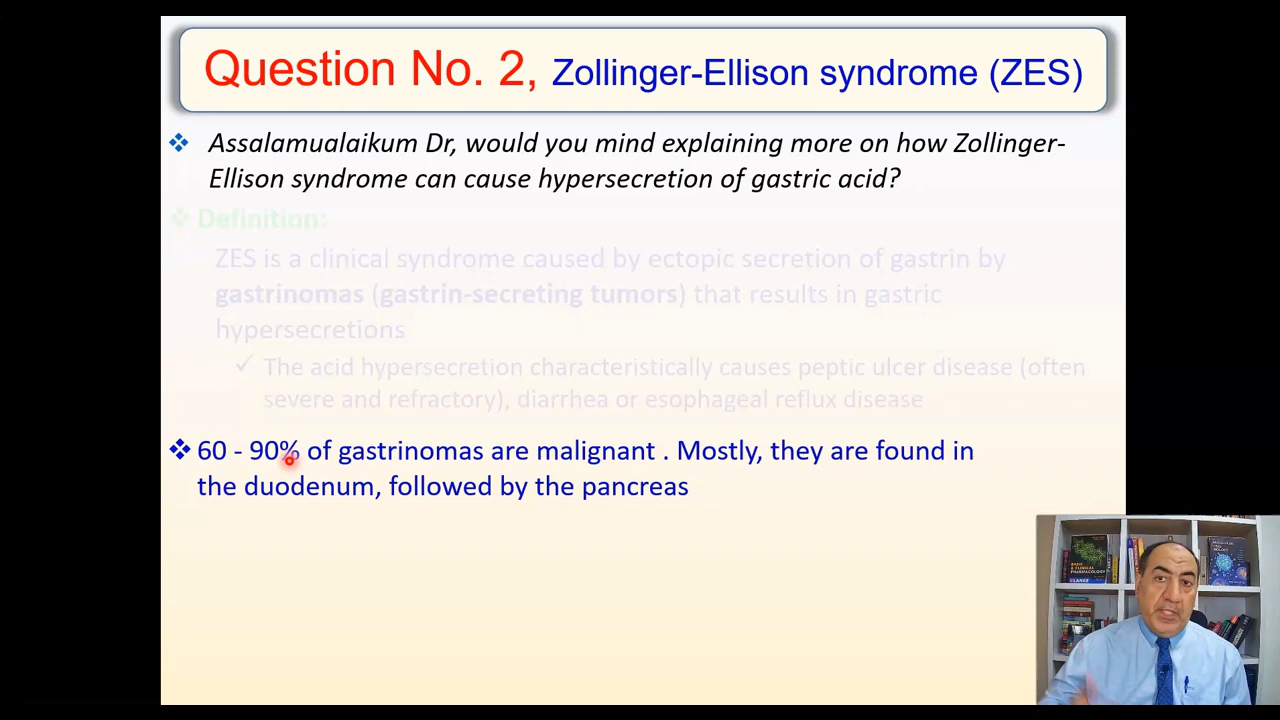 Question No. 2, Zollinger-Ellison syndrome (ZES)
❖ Assalamualaikum Dr, would you mind explaining more on how Zollinger-
Ellison syndrome can cause hypersecretion of gastric acid?
❖ Definition:
ZES is a clinical syndrome caused by ectopic secretion of gastrin by
gastrinomas (gastrin-secreting tumors) that results in gastric
hypersecretions
✓ The acid hypersecretion characteristically causes peptic ulcer disease (often
severe and refractory), diarrhea or esophageal reflux disease
❖ 60 - 90% of gastrinomas are malignant . Mostly, they are found in
the duodenum, followed by the pancreas
BASIC
& CLINICAL
PHARMACOLOGY
LANGE